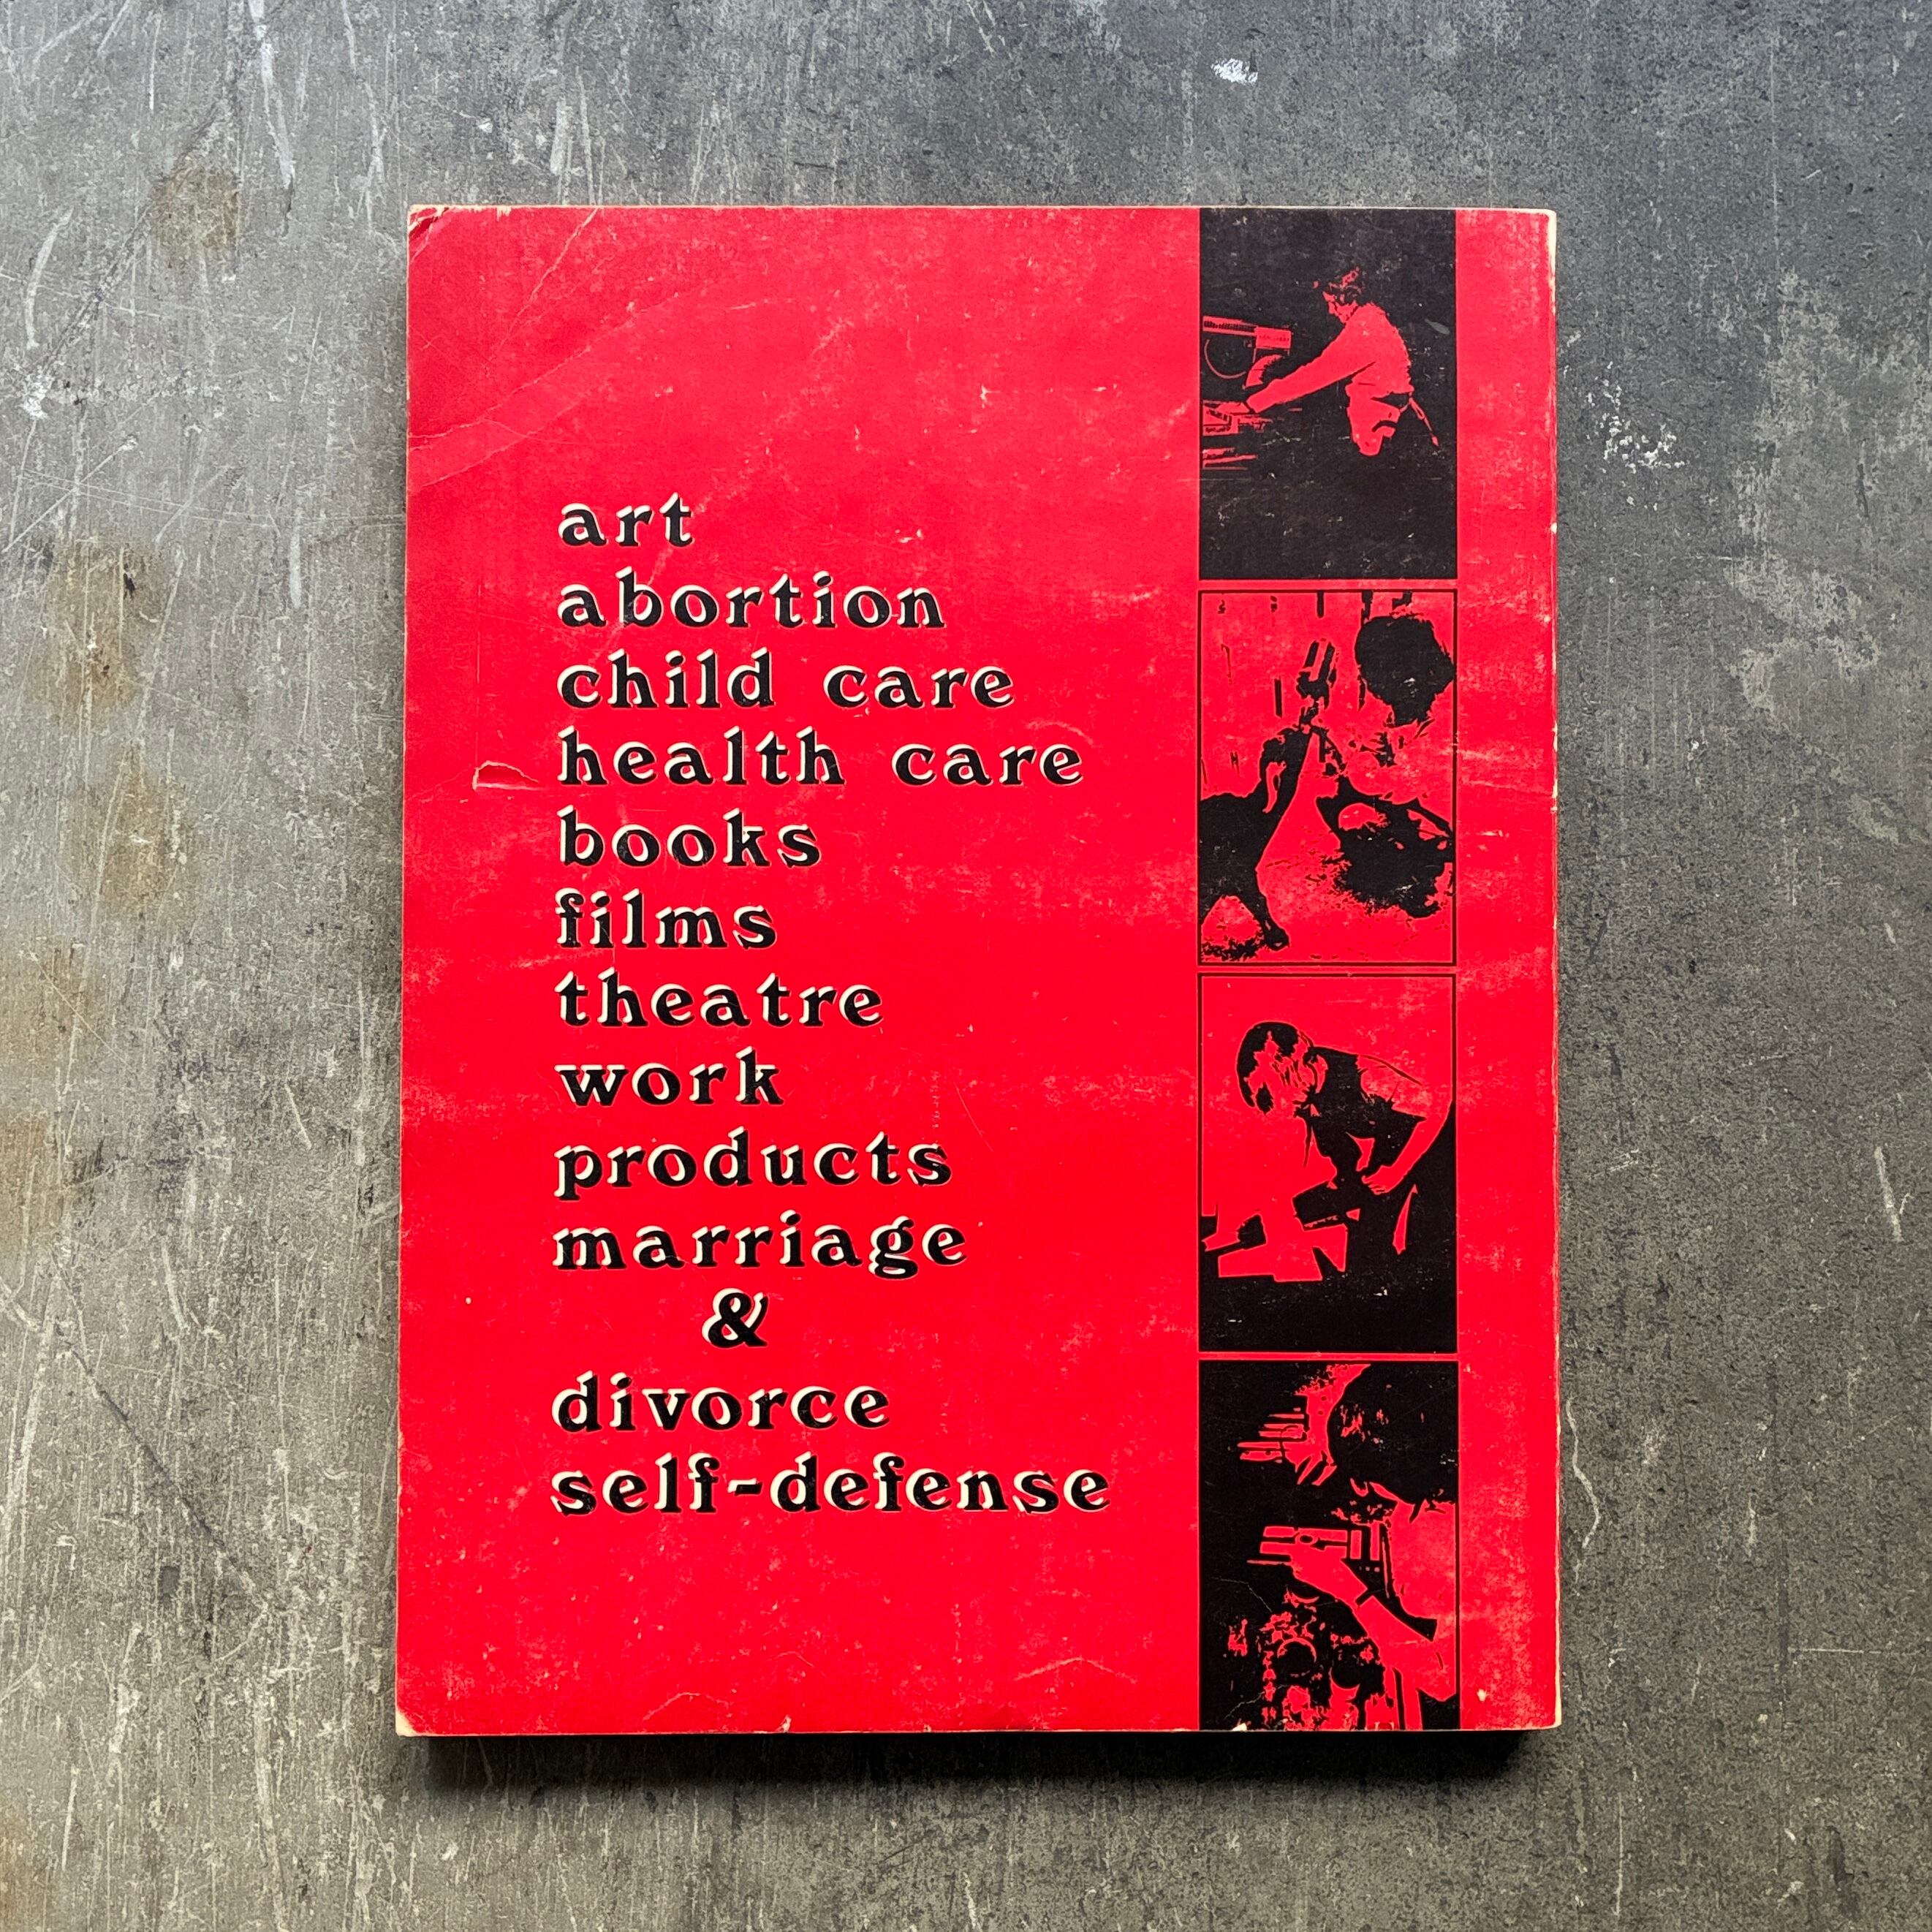 art
abortion
child care
health care
books
films
theatre
work
products
marriage
&
divorce
self-defense